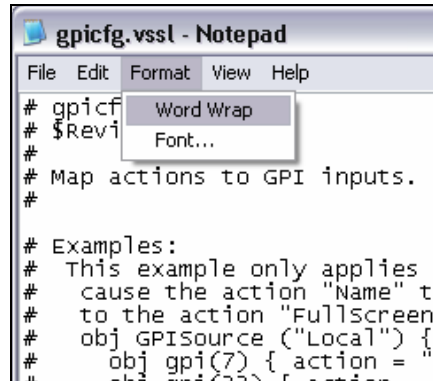 gpicfg.vssl - Notepad
File Edit Format View Help
Word Wrap
Font...
# gpicf
# $Revi
#
# Map actions to GPI inputs.
#
# Examples:
# This example only applies
# cause the action "Name" t
# to the action "FullScreen
# obj GPISource ("Local") {
# obj gpi(7) { action = "